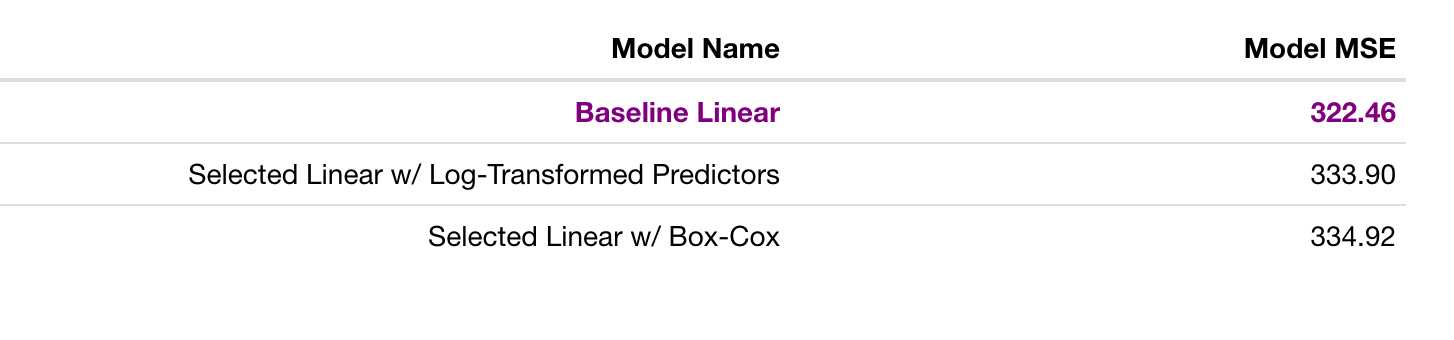 Model Name Model MSE
Baseline Linear 322.46
Selected Linear w/ Log-Transformed Predictors 333.90
Selected Linear w/ Box-Cox 334.92